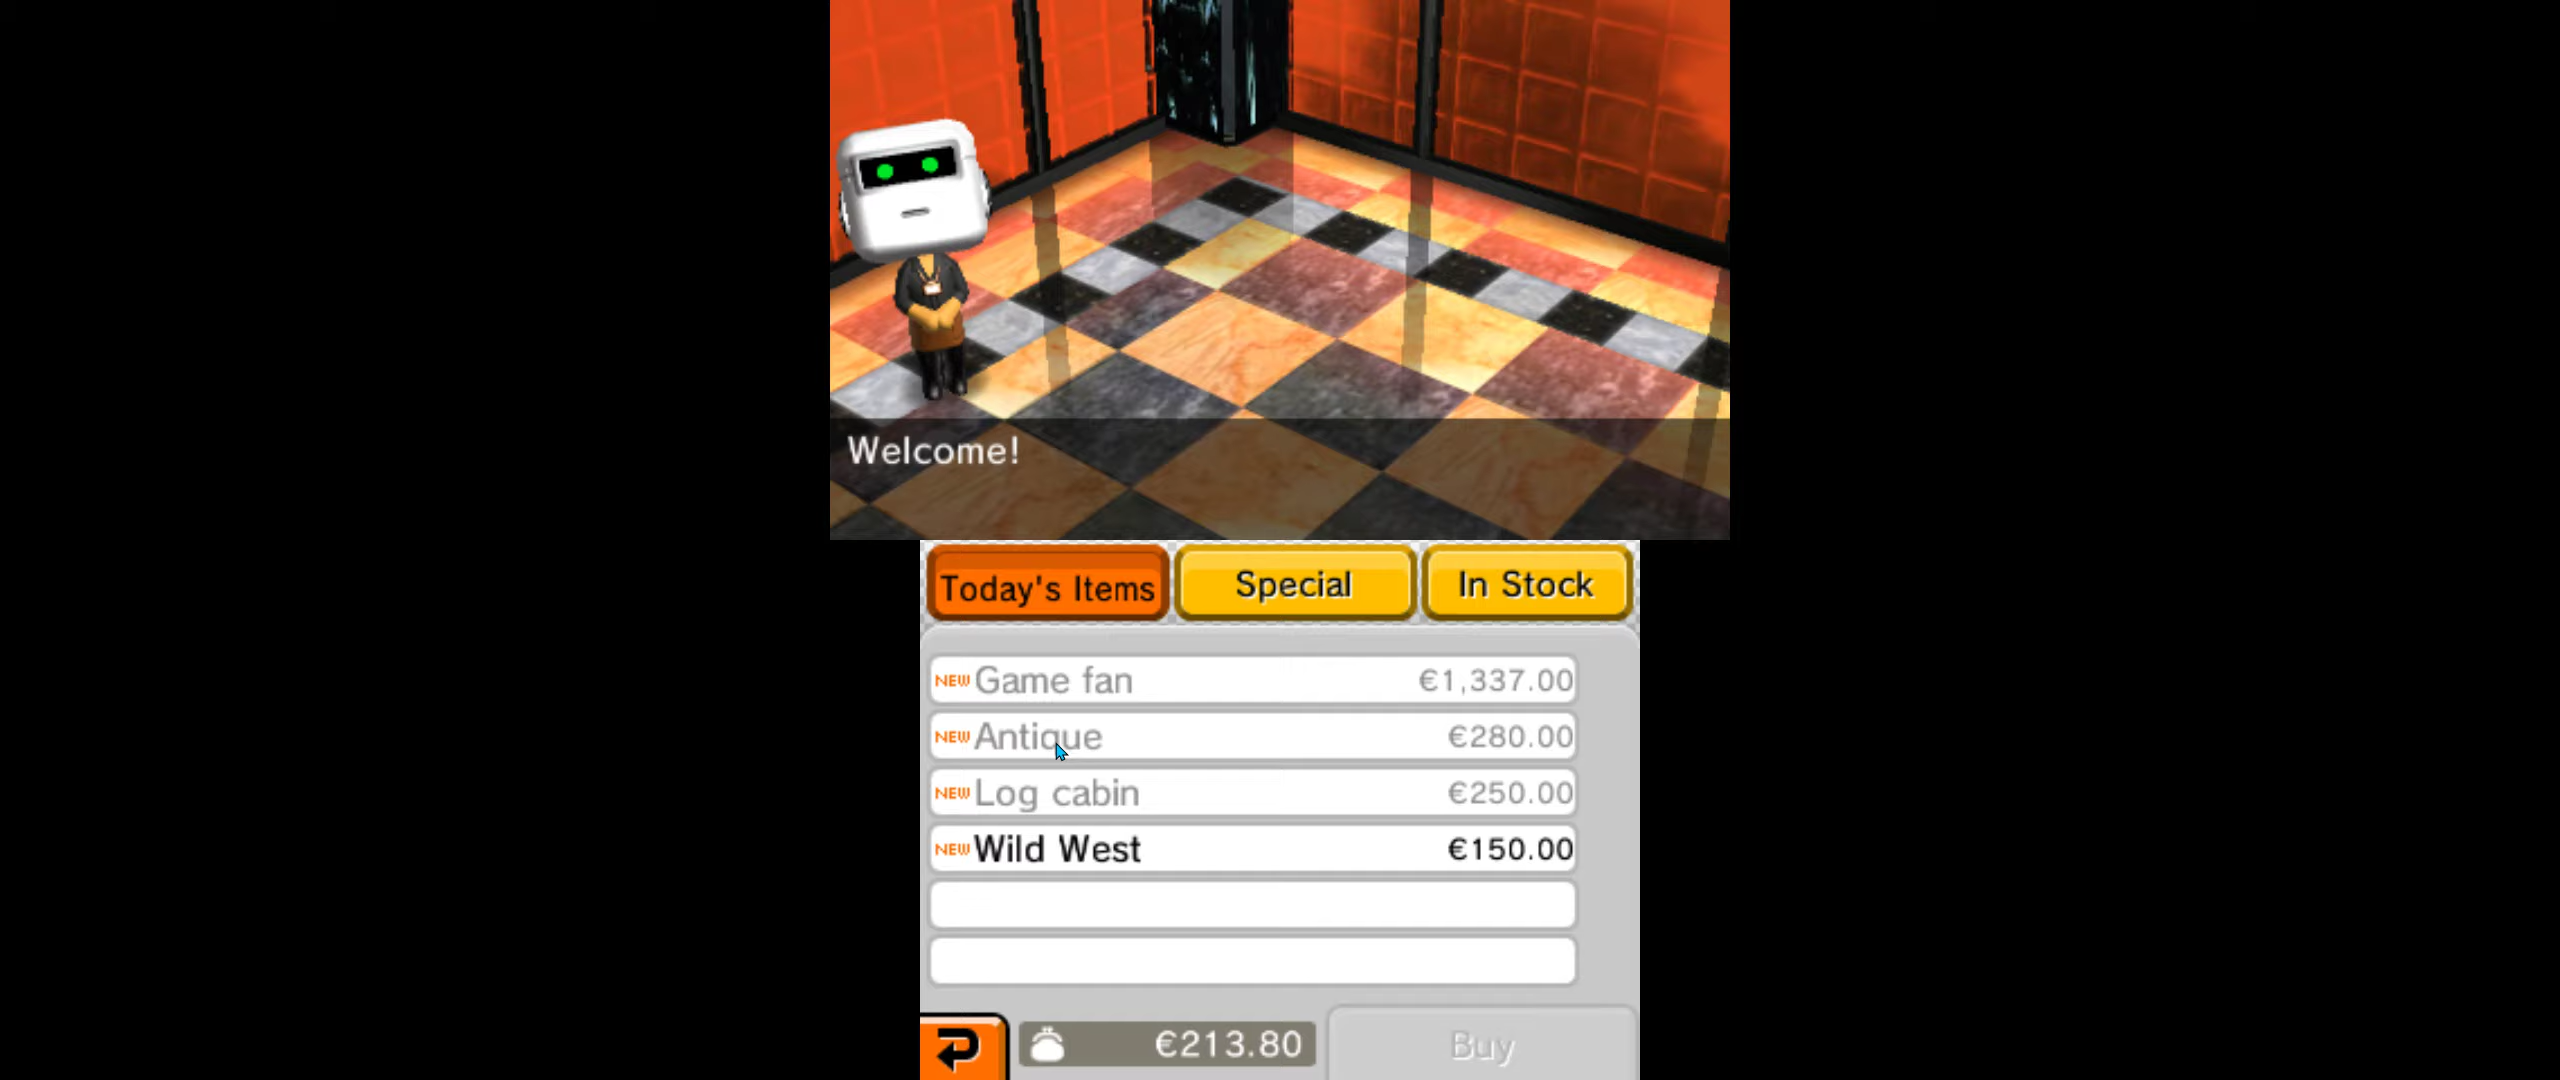 Welcome!
Today's Items Special In Stock
NEW Game fan €1,337.00
NEW Antique €280.00
NEW Log cabin €250.00
NEW Wild West €150.00
€213.80 Buy